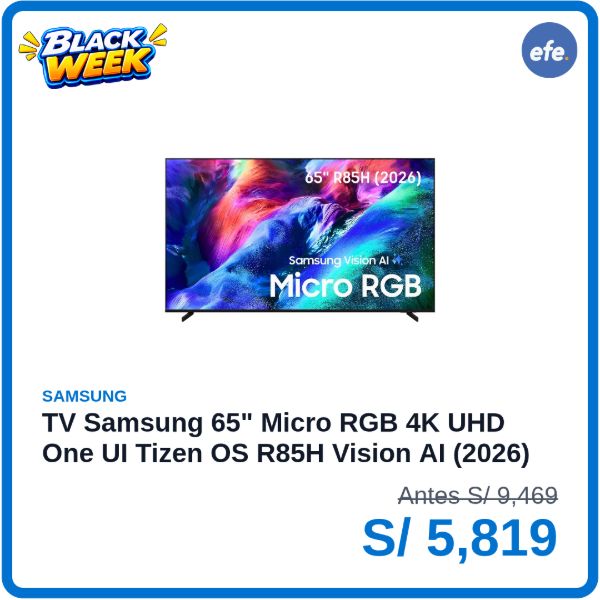 BLACK
WEEK
efe.
65" R85H (2026)
Samsung Vision AI
Micro RGB
SAMSUNG
TV Samsung 65" Micro RGB 4K UHD
One UI Tizen OS R85H Vision AI (2026)
Antes S/ 9,469
S/ 5,819